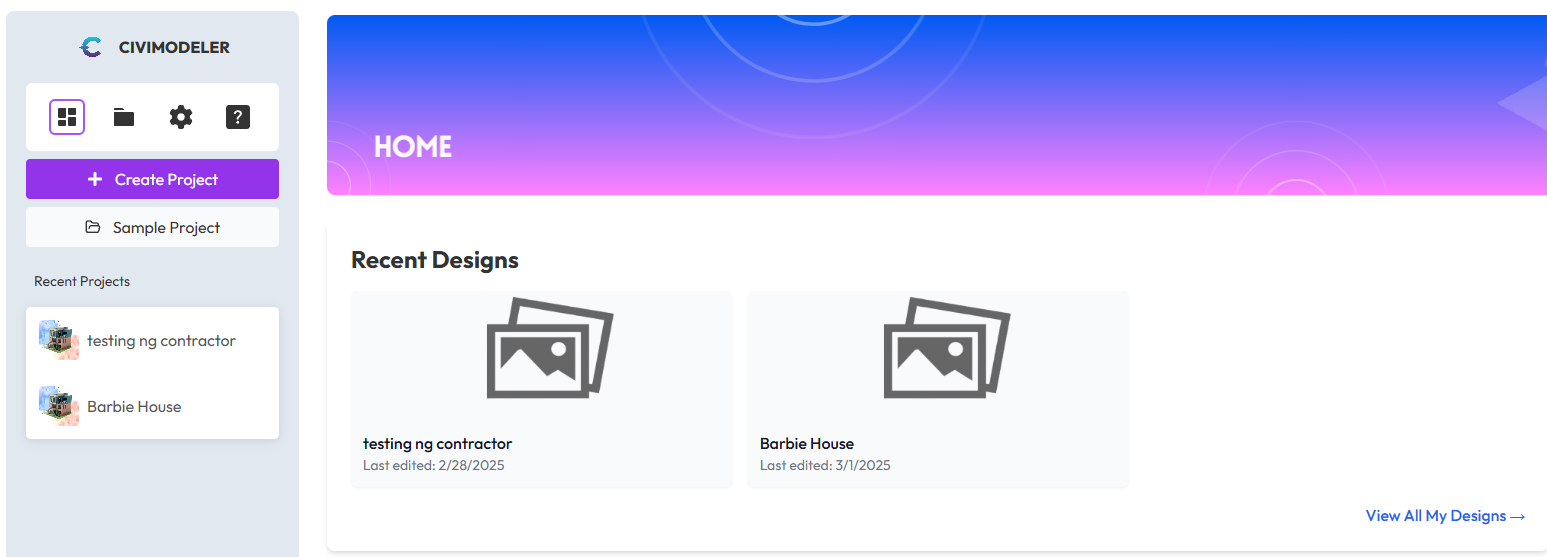 CIVIMODELER
?
Create Project
Sample Project
Recent Projects
testing ng contractor
Barbie House
HOME
Recent Designs
testing ng contractor
Last edited: 2/28/2025
Barbie House
Last edited: 3/1/2025
View All My Designs →